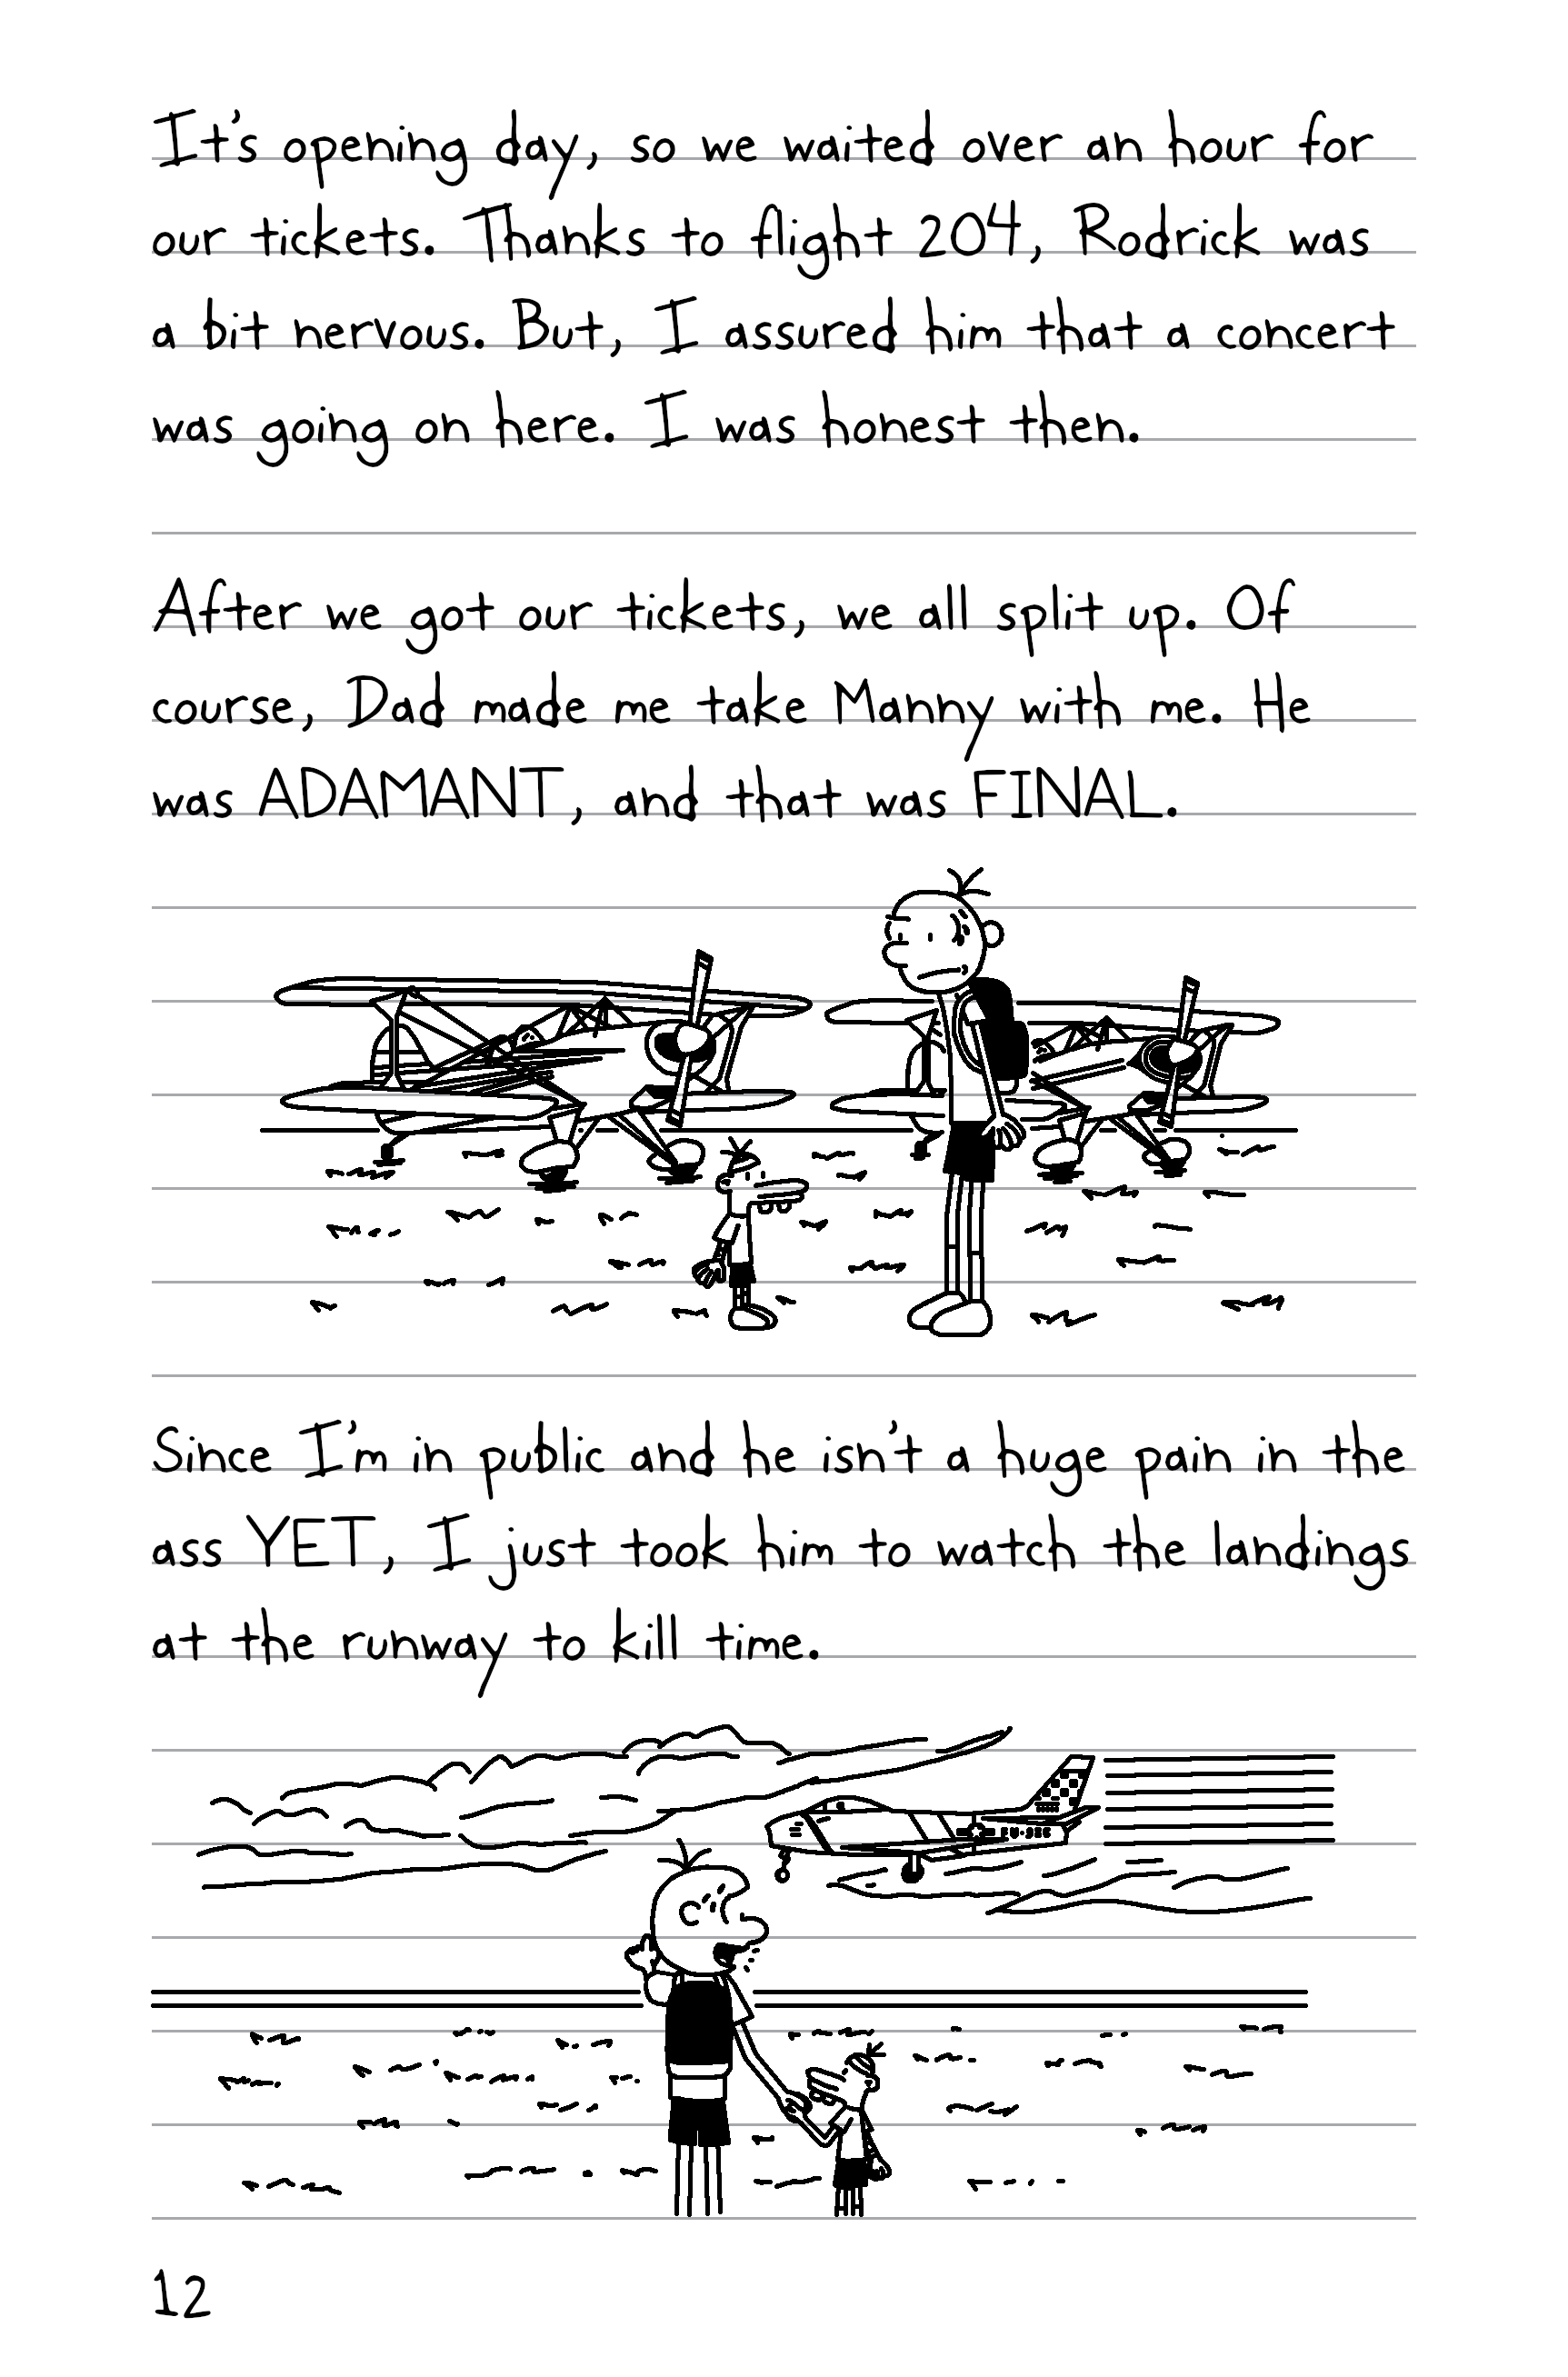 It's opening day, so we waited over an hour for
our tickets. Thanks to flight 204, Rodrick was
a bit nervous. But, I assured him that a concert
was going on here. I was honest then.
After we got our tickets, we all split up. Of
course, Dad made me take Manny with me. He
was ADAMANT, and that was FINAL.
Since I'm in public and he isn't a huge pain in the
ass YET, I just took him to watch the landings
at the runway to kill time.
12